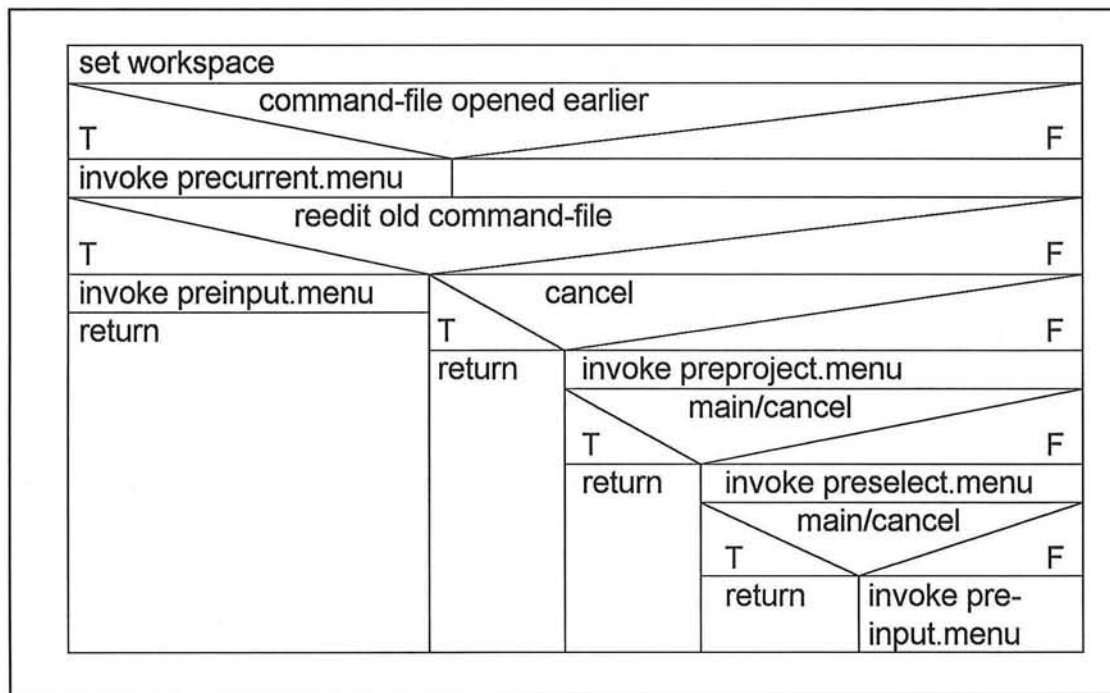 set workspace
command-file opened earlier
T F
invoke precurrent.menu
reedit old command-file
T F
invoke preinput.menu cancel
return T F
return invoke preproject.menu
main/cancel
T F
return invoke preselect.menu
main/cancel
T F
return invoke pre-
input.menu